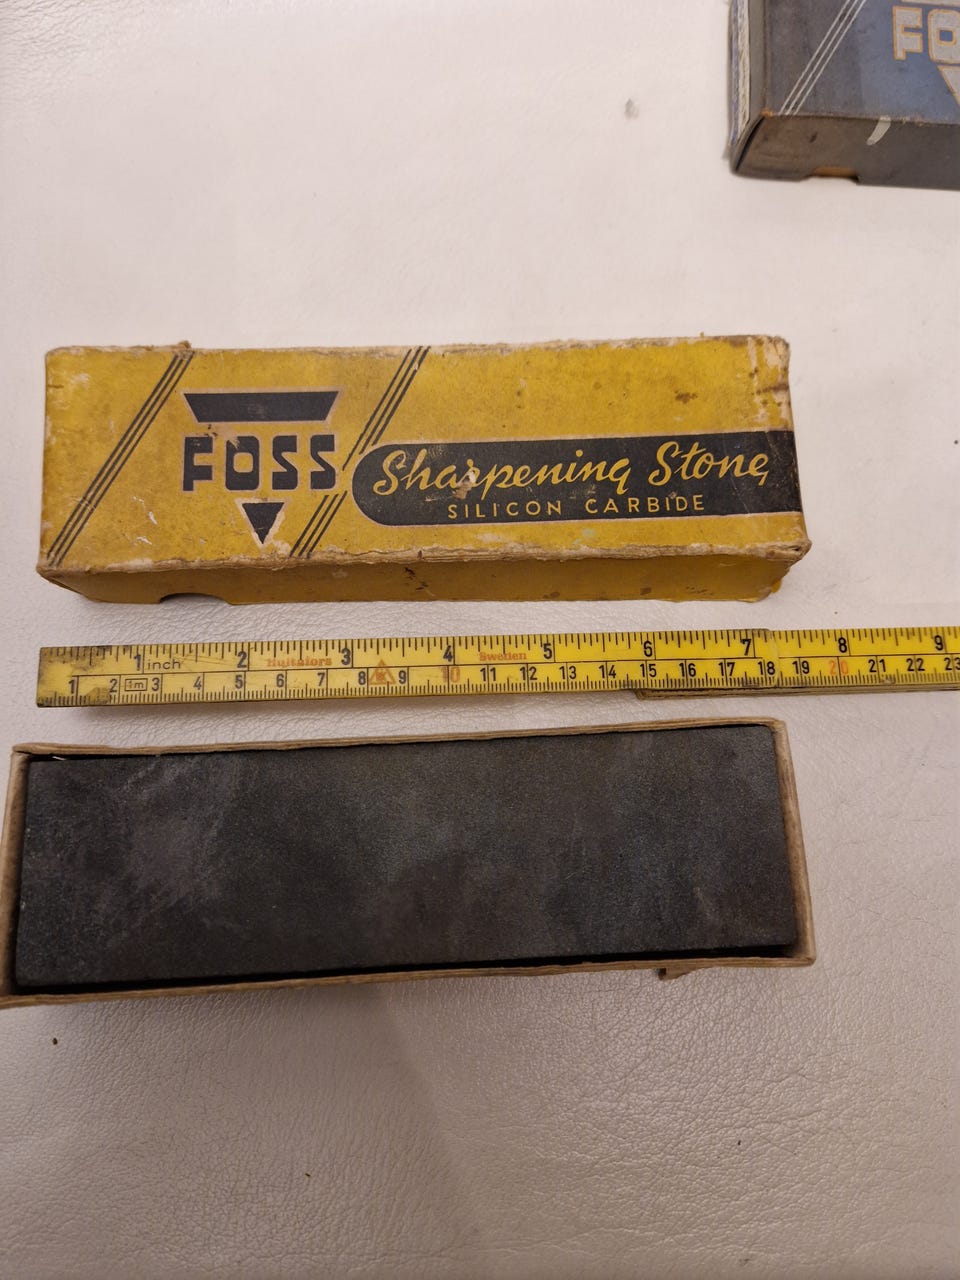 FO
FOSS
Sharpening Stone
SILICON CARBIDE
1 inch 2 Hultafors 3 4 Sweden 5 6 7 8 9
1 2 1m 3 4 5 6 7 8 9 10 11 12 13 14 15 16 17 18 19 20 21 22 23